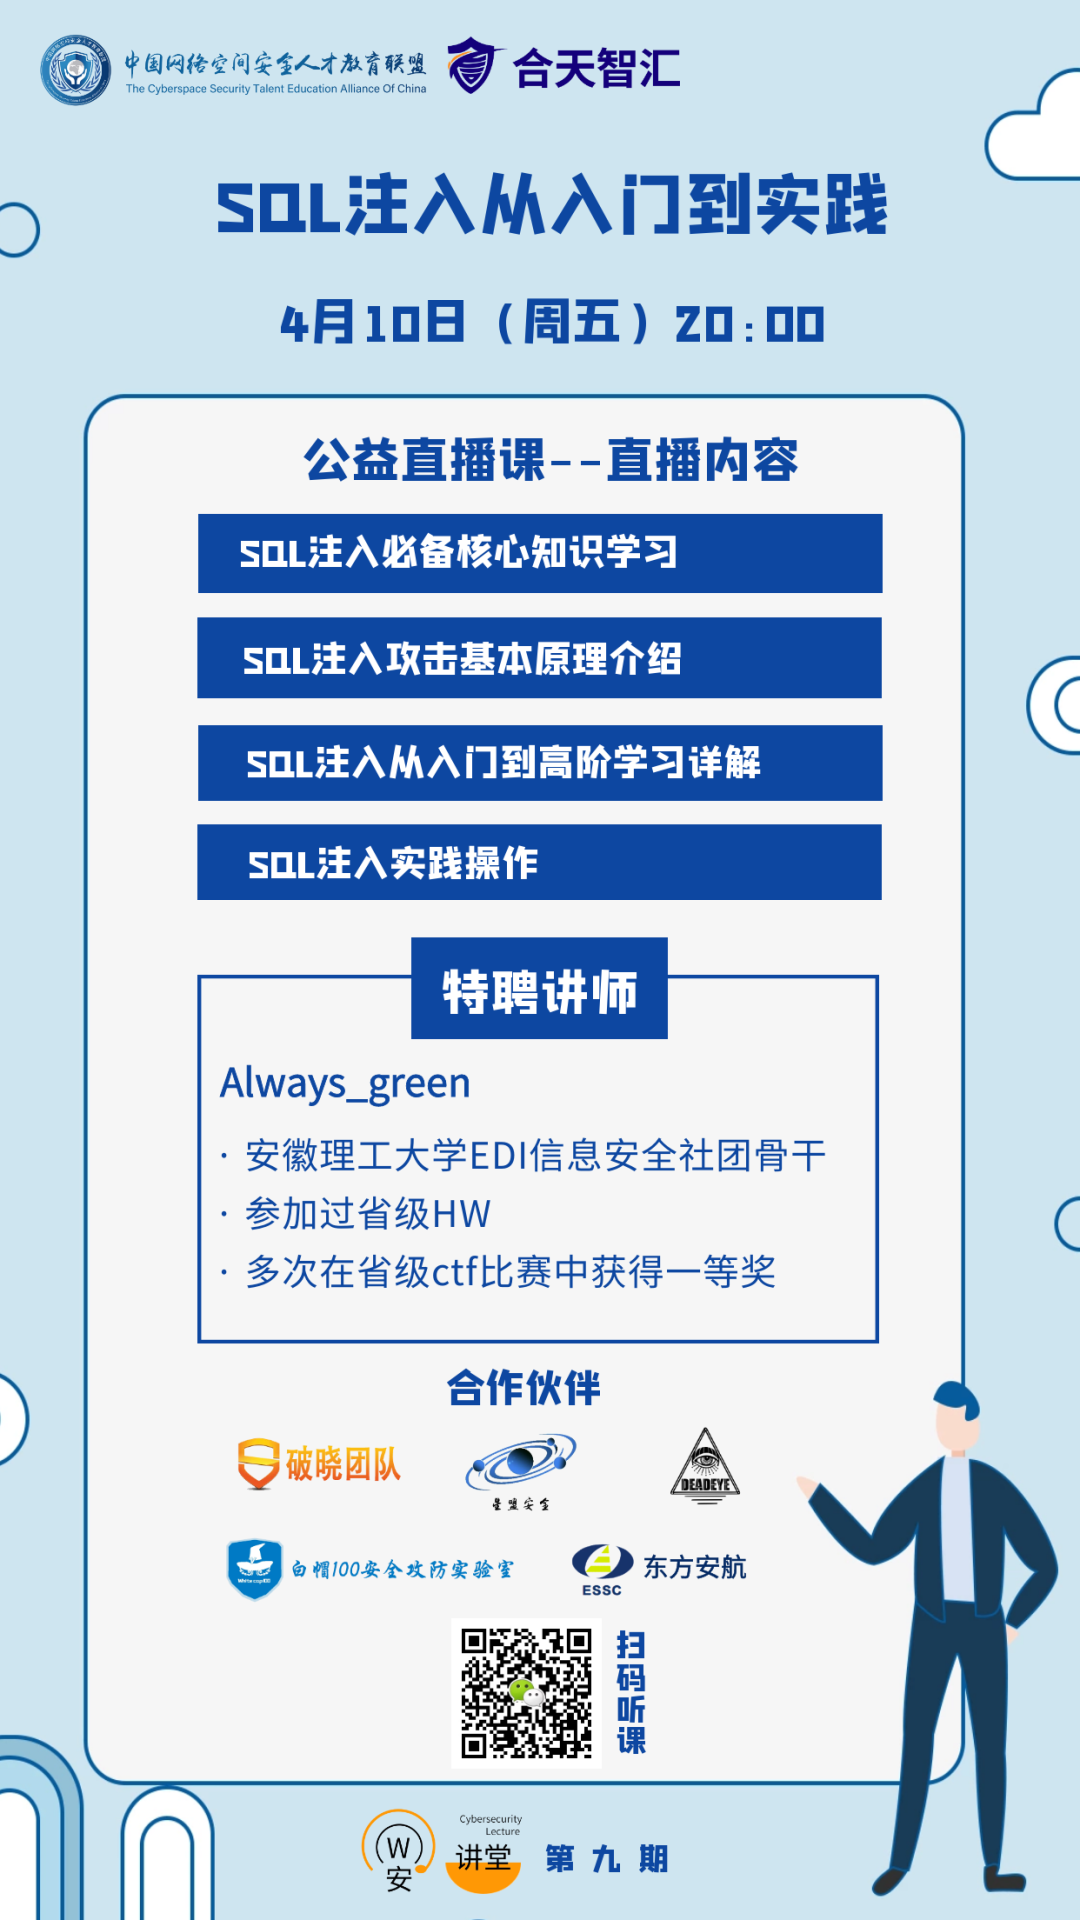 中国网络空间安全人才教育联盟
The Cyberspace Security Talent Education Alliance Of China
合天智汇
SQL注入从入门到实践
4月10日（周五）20:00
公益直播课--直播内容
SQL注入必备核心知识学习
SQL注入攻击基本原理介绍
SQL注入从入门到高阶学习详解
SQL注入实践操作
特聘讲师
Always_green
· 安徽理工大学EDI信息安全社团骨干
· 参加过省级HW
· 多次在省级ctf比赛中获得一等奖
合作伙伴
破晓团队
星盟安全
DEADEYE
白帽100安全攻防实验室
ESSC
东方安航
扫码听课
W安
讲堂
Cybersecurity
Lecture
第九期